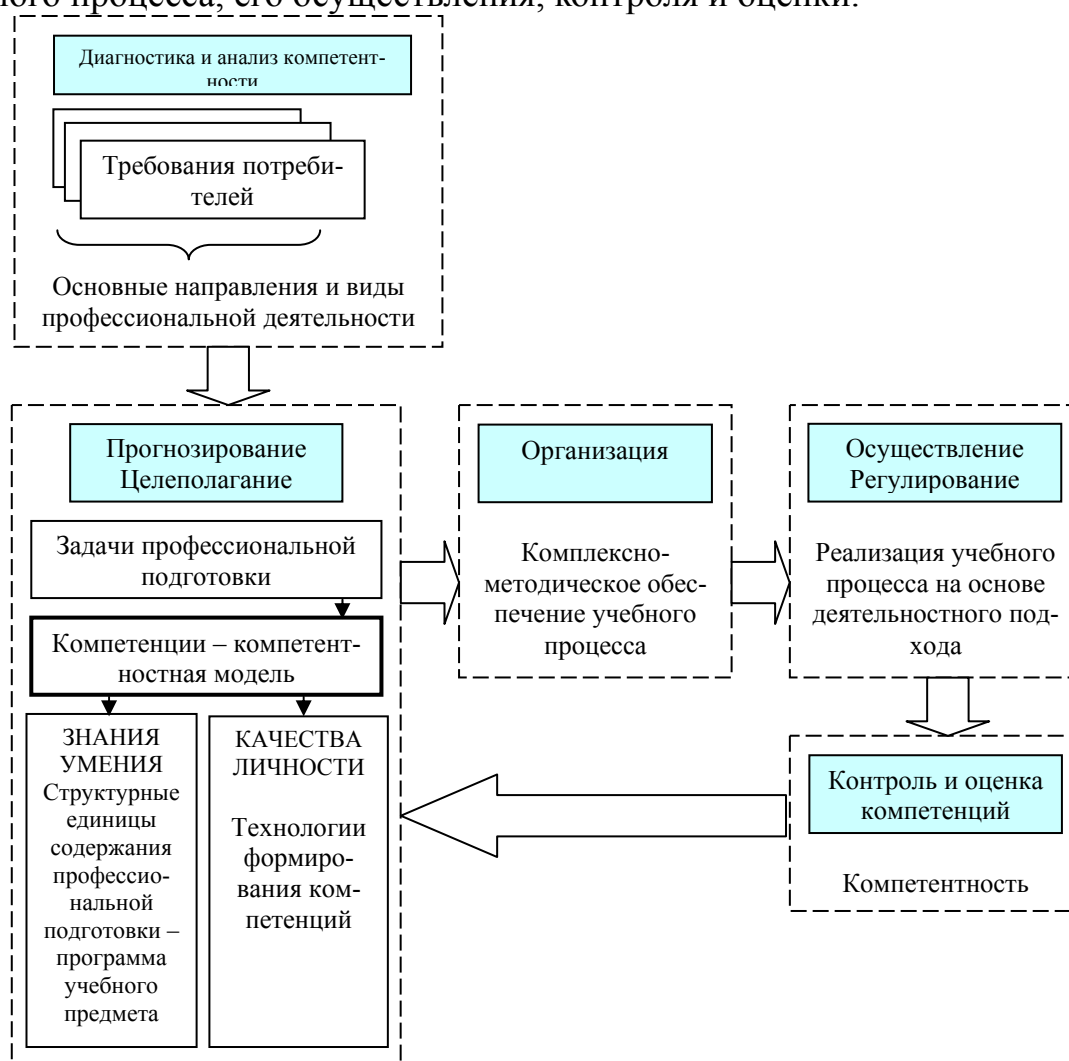 ного процесса, его осуществления, контроля и оценки.
Диагностика и анализ компетент-
ности
Требования потреби-
телей
Основные направления и виды
профессиональной деятельности
Прогнозирование
Целеполагание
Задачи профессиональной
подготовки
Компетенции – компетент-
ностная модель
ЗНАНИЯ
УМЕНИЯ
Структурные
единицы
содержания
профессио-
нальной
подготовки –
программа
учебного
предмета
КАЧЕСТВА
ЛИЧНОСТИ
Технологии
формиро-
вания ком-
петенций
Организация
Комплексно-
методическое обес-
печение учебного
процесса
Осуществление
Регулирование
Реализация учебного
процесса на основе
деятельностного под-
хода
Контроль и оценка
компетенций
Компетентность